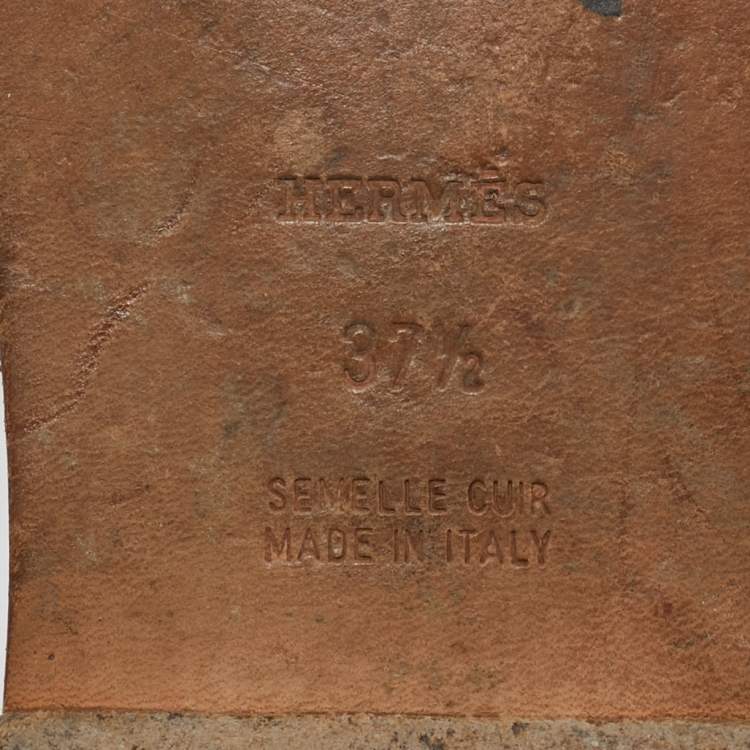 HERMÈS
37½
SEMELLE CUIR
MADE IN ITALY